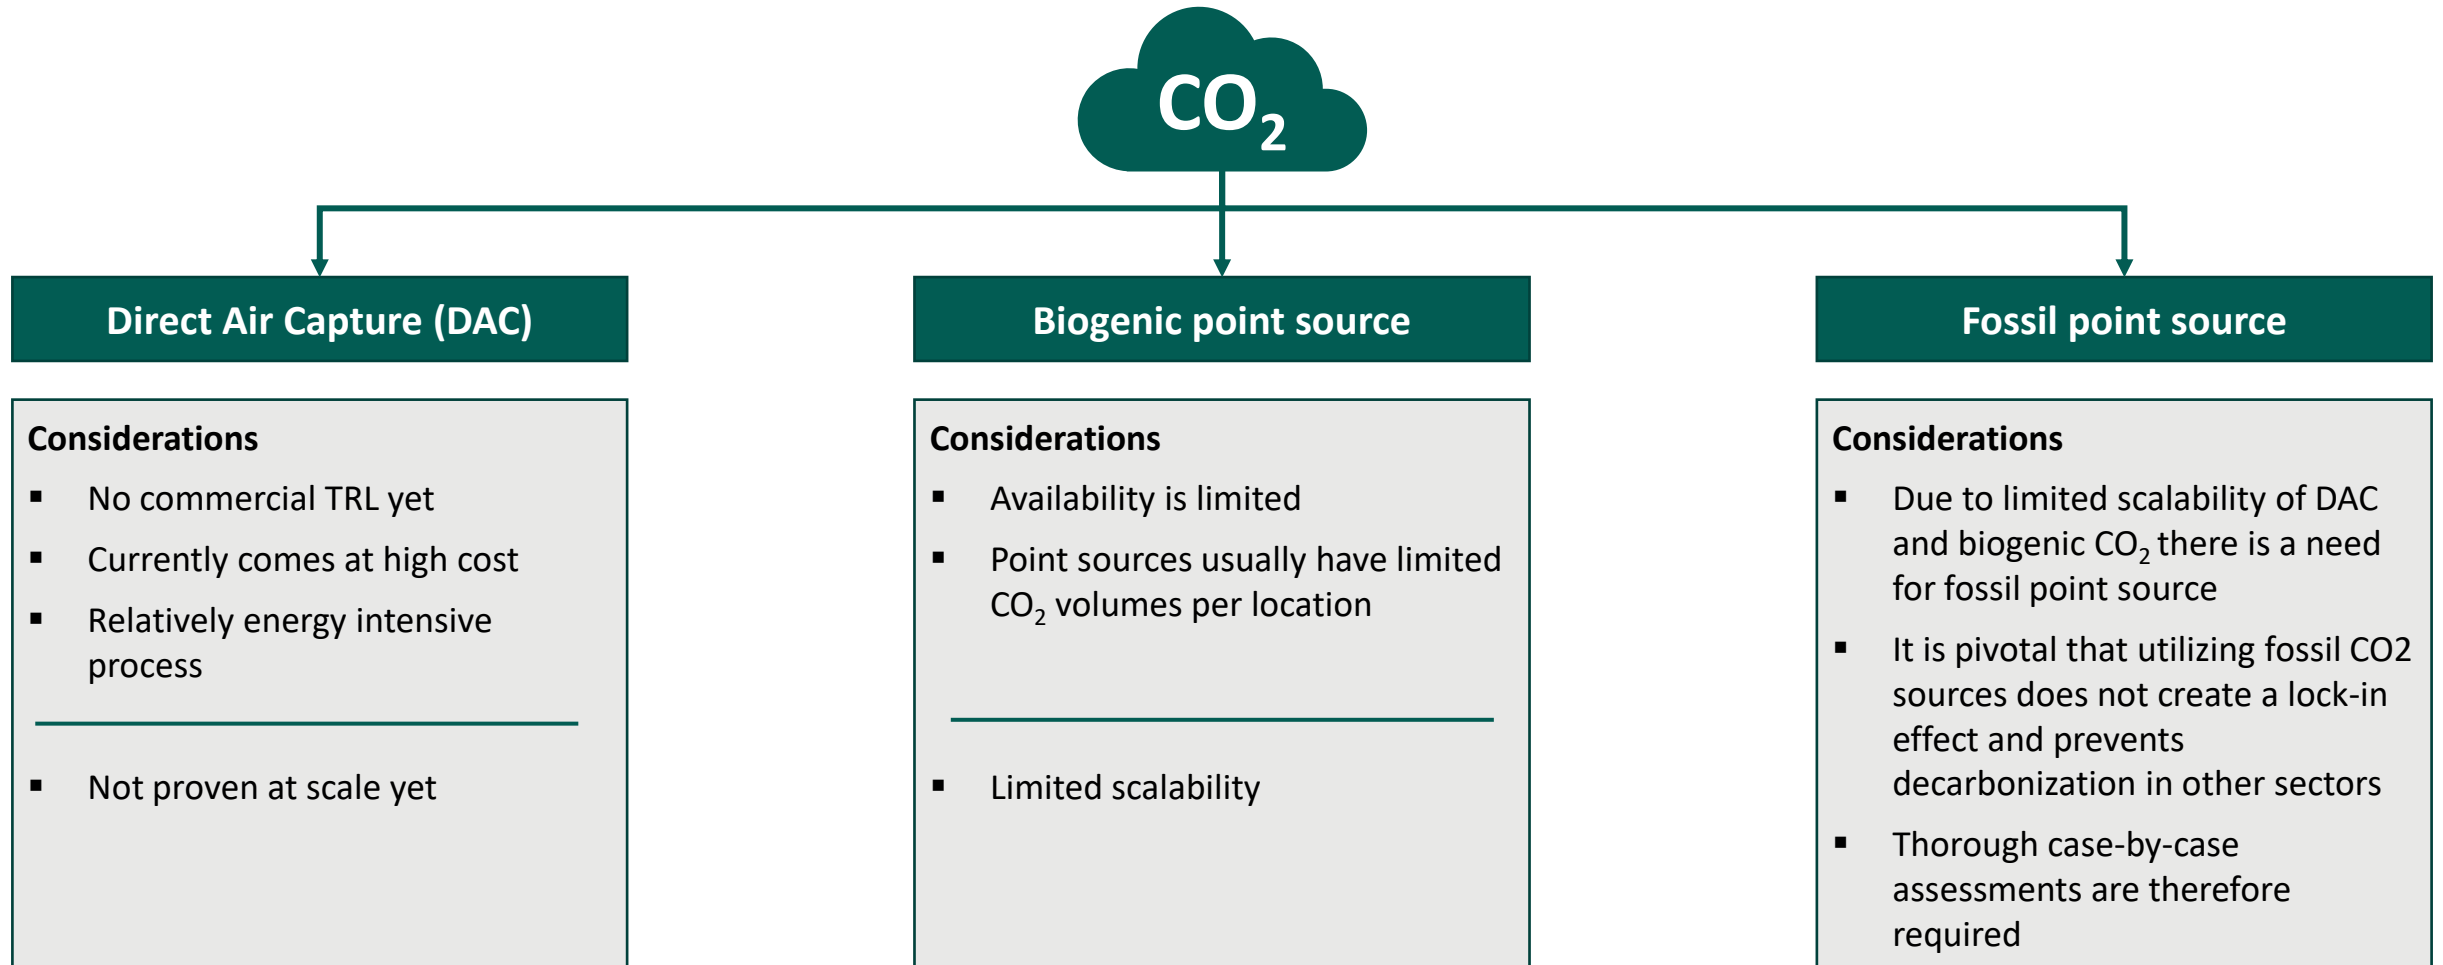 CO₂
Direct Air Capture (DAC)
Considerations
▪ No commercial TRL yet
▪ Currently comes at high cost
▪ Relatively energy intensive
process
▪ Not proven at scale yet
Biogenic point source
Considerations
▪ Availability is limited
▪ Point sources usually have limited
CO₂ volumes per location
▪ Limited scalability
Fossil point source
Considerations
▪ Due to limited scalability of DAC
and biogenic CO₂ there is a need
for fossil point source
▪ It is pivotal that utilizing fossil CO2
sources does not create a lock-in
effect and prevents
decarbonization in other sectors
▪ Thorough case-by-case
assessments are therefore
required